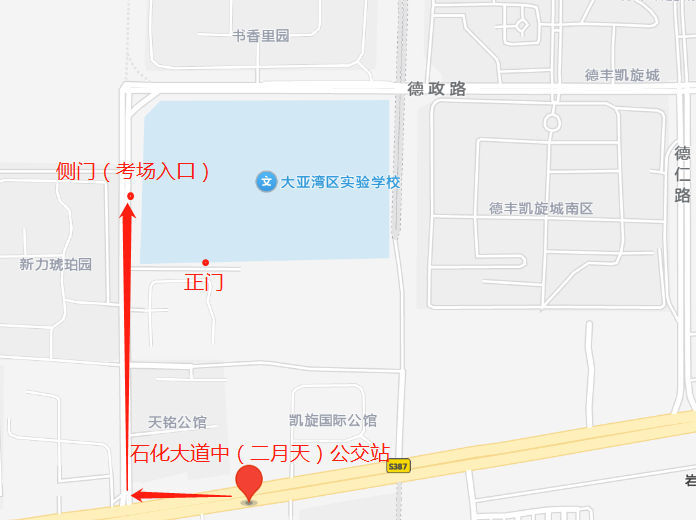 书香里园
德丰凯旋城
德政路
德仁路
侧门（考场入口）
文
大亚湾区实验学校
德丰凯旋城南区
新力琥珀园
正门
天铭公馆
凯旋国际公馆
石化大道中（二月天）公交站
S387
岩